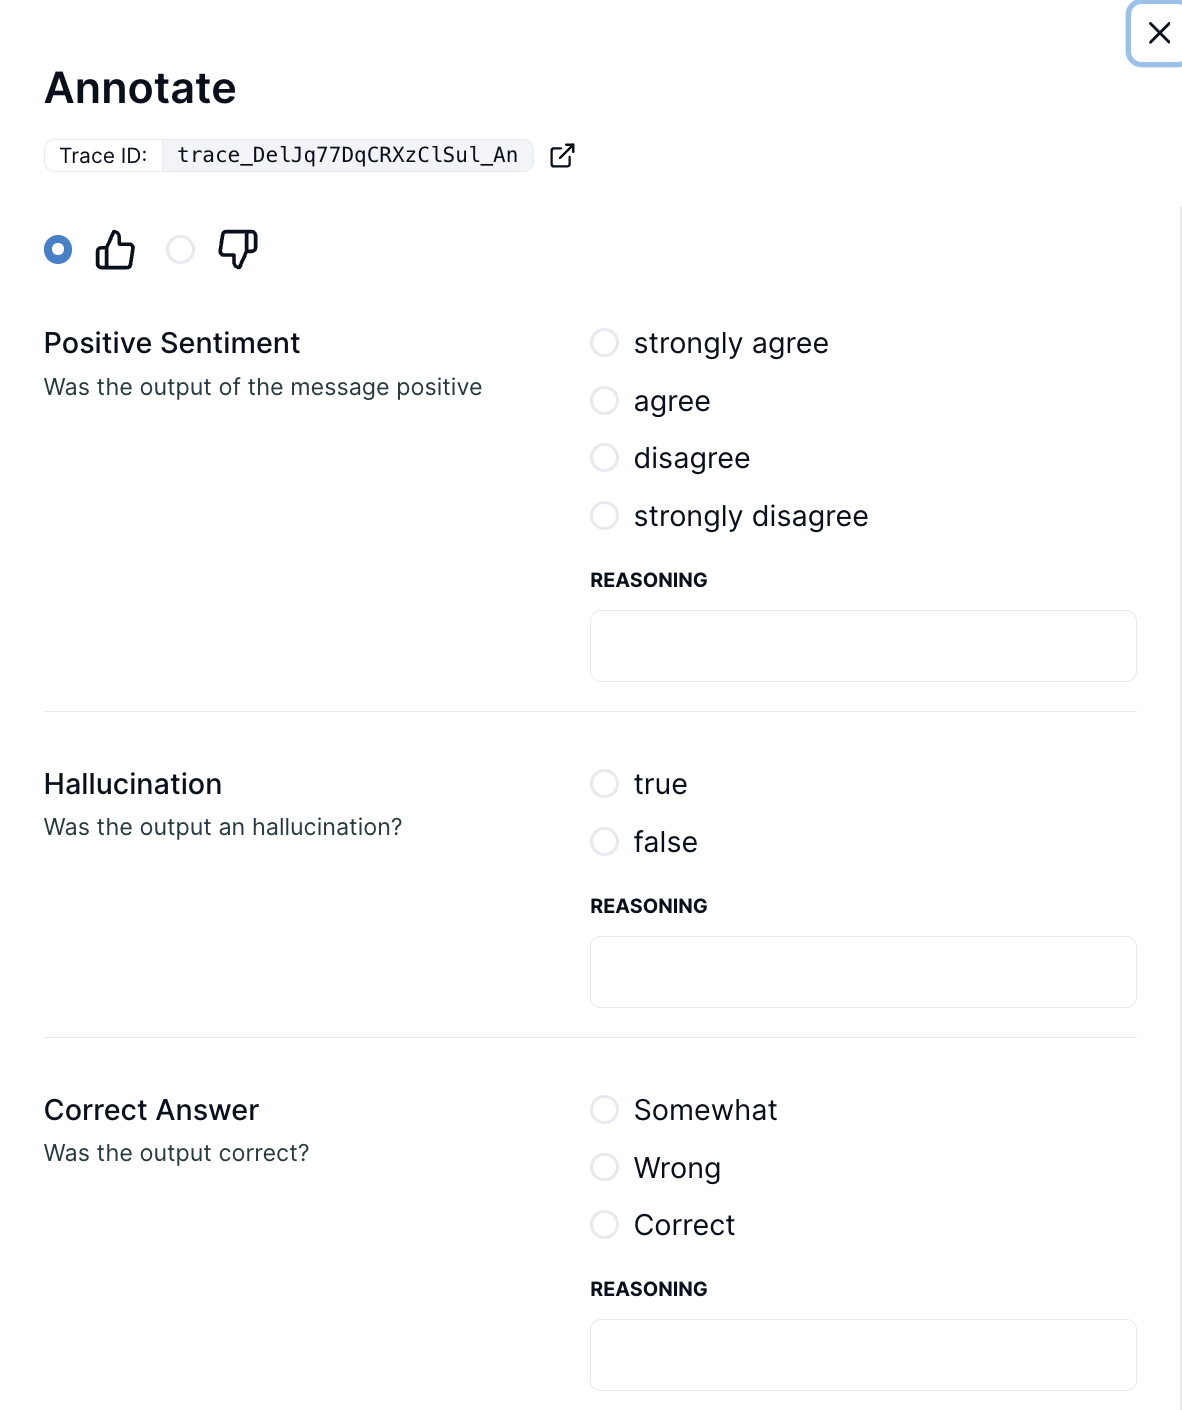 Annotate
Trace ID: trace_DelJq77DqCRXzClSul_An
Positive Sentiment
Was the output of the message positive
strongly agree
agree
disagree
strongly disagree
REASONING
Hallucination
Was the output an hallucination?
true
false
REASONING
Correct Answer
Was the output correct?
Somewhat
Wrong
Correct
REASONING